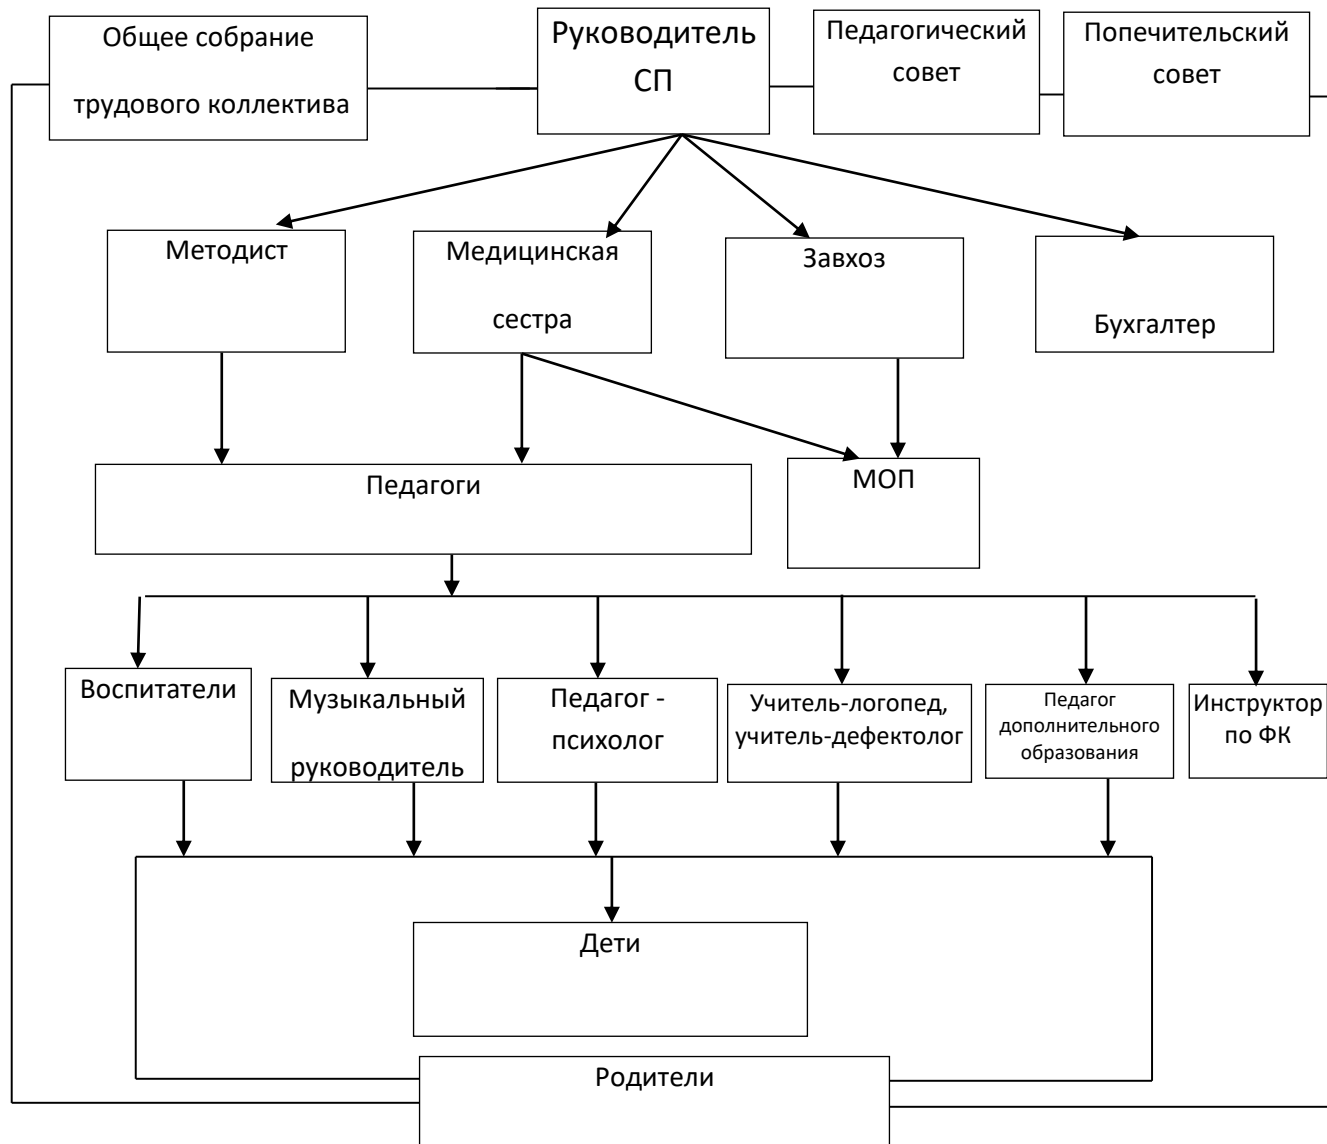 Общее собрание
трудового коллектива
Руководитель
СП
Педагогический
совет
Попечительский
совет
Методист
Медицинская
сестра
Завхоз
Бухгалтер
Педагоги
МОП
Воспитатели
Музыкальный
руководитель
Педагог -
психолог
Учитель-логопед,
учитель-дефектолог
Педагог
дополнительного
образования
Инструктор
по ФК
Дети
Родители